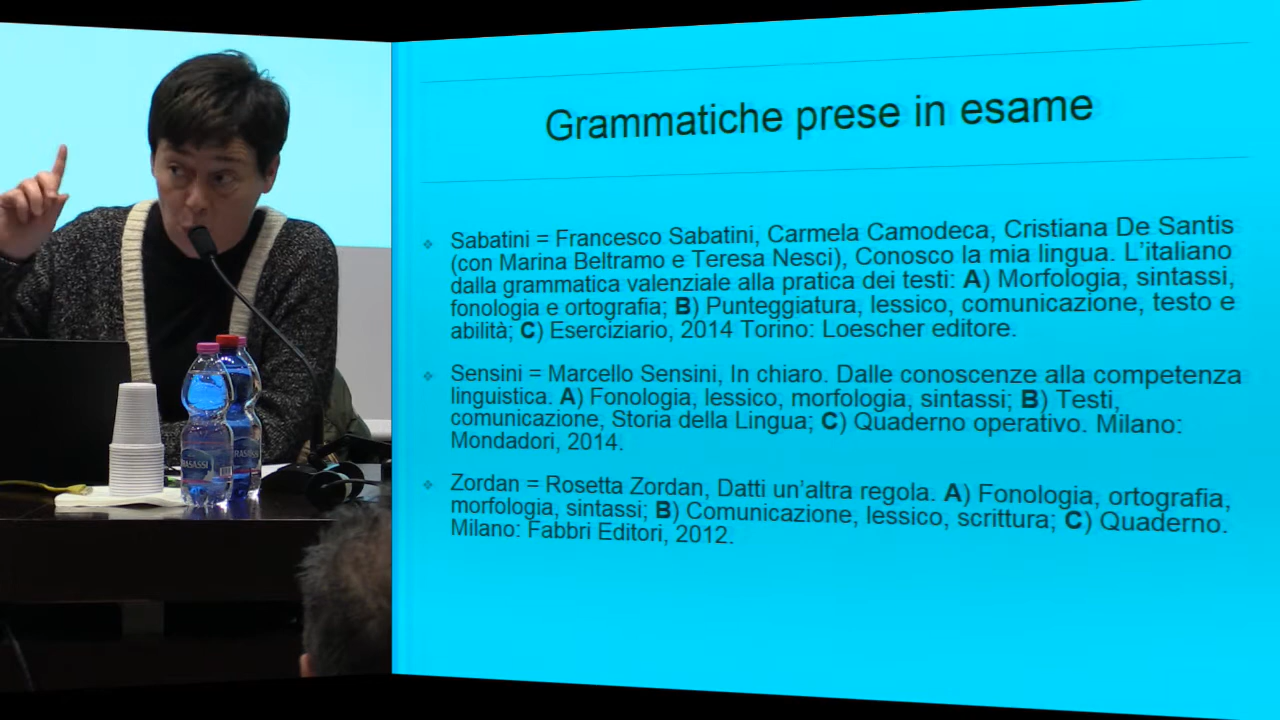 Grammatiche prese in esame
Sabatini = Francesco Sabatini, Carmela Camodeca, Cristiana De Santis
(con Marina Beltramo e Teresa Nesci), Conosco la mia lingua. L’italiano
dalla grammatica valenziale alla pratica dei testi: A) Morfologia, sintassi,
fonologia e ortografia; B) Punteggiatura, lessico, comunicazione, testo e
abilità; C) Eserciziario, 2014 Torino: Loescher editore.
Sensini = Marcello Sensini, In chiaro. Dalle conoscenze alla competenza
linguistica. A) Fonologia, lessico, morfologia, sintassi; B) Testi,
comunicazione, Storia della Lingua; C) Quaderno operativo. Milano:
Mondadori, 2014.
Zordan = Rosetta Zordan, Datti un’altra regola. A) Fonologia, ortografia,
morfologia, sintassi; B) Comunicazione, lessico, scrittura; C) Quaderno.
Milano: Fabbri Editori, 2012.